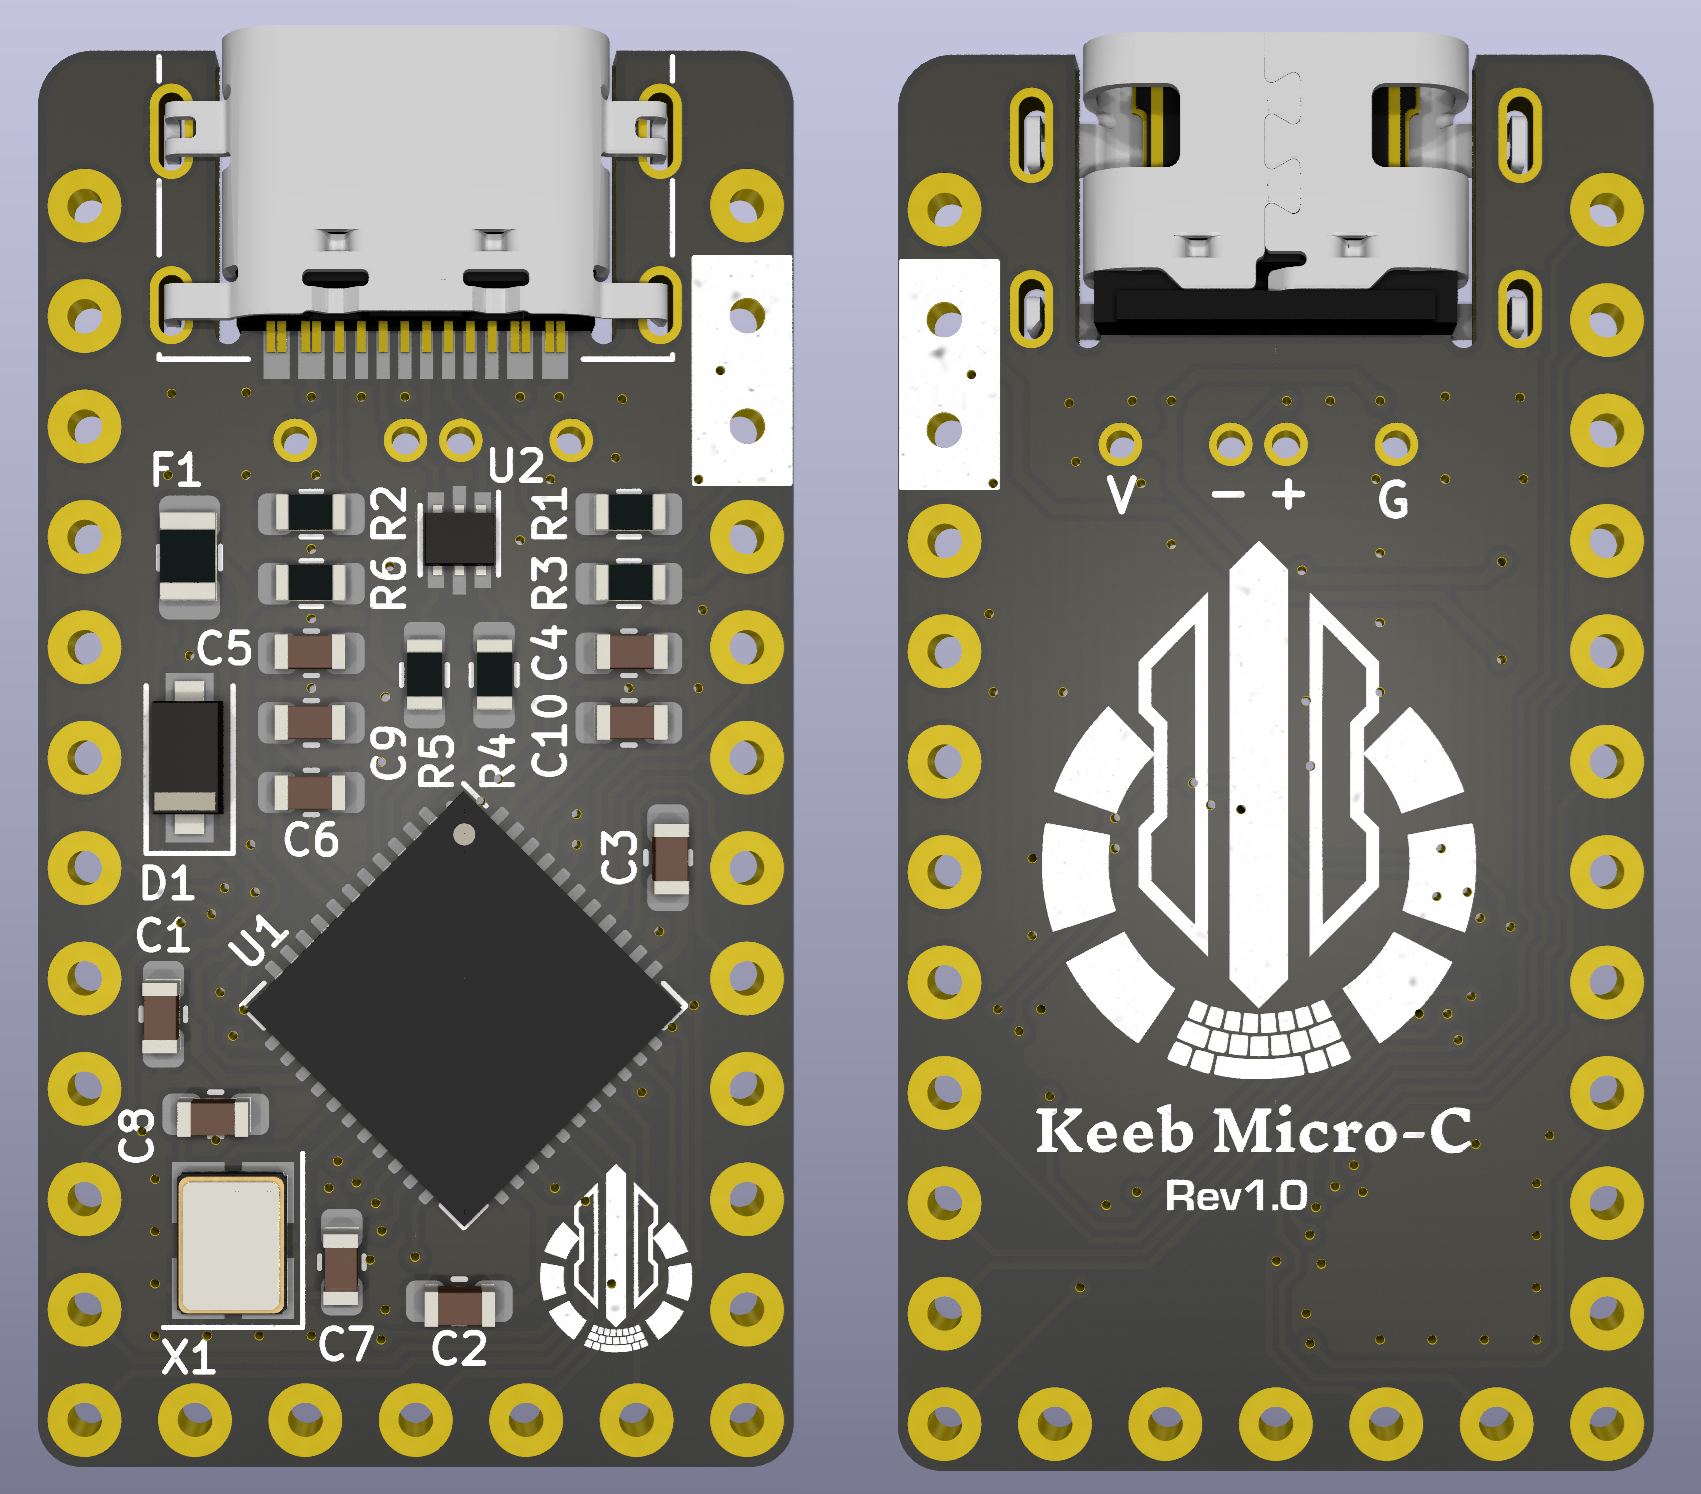 F1
U2
R2
R1
R6
R3
C5
C4
C9
R5
R4
C10
C6
C3
D1
C1
U1
C8
X1
C7
C2
V - + G
Keeb Micro-C
Rev1.0